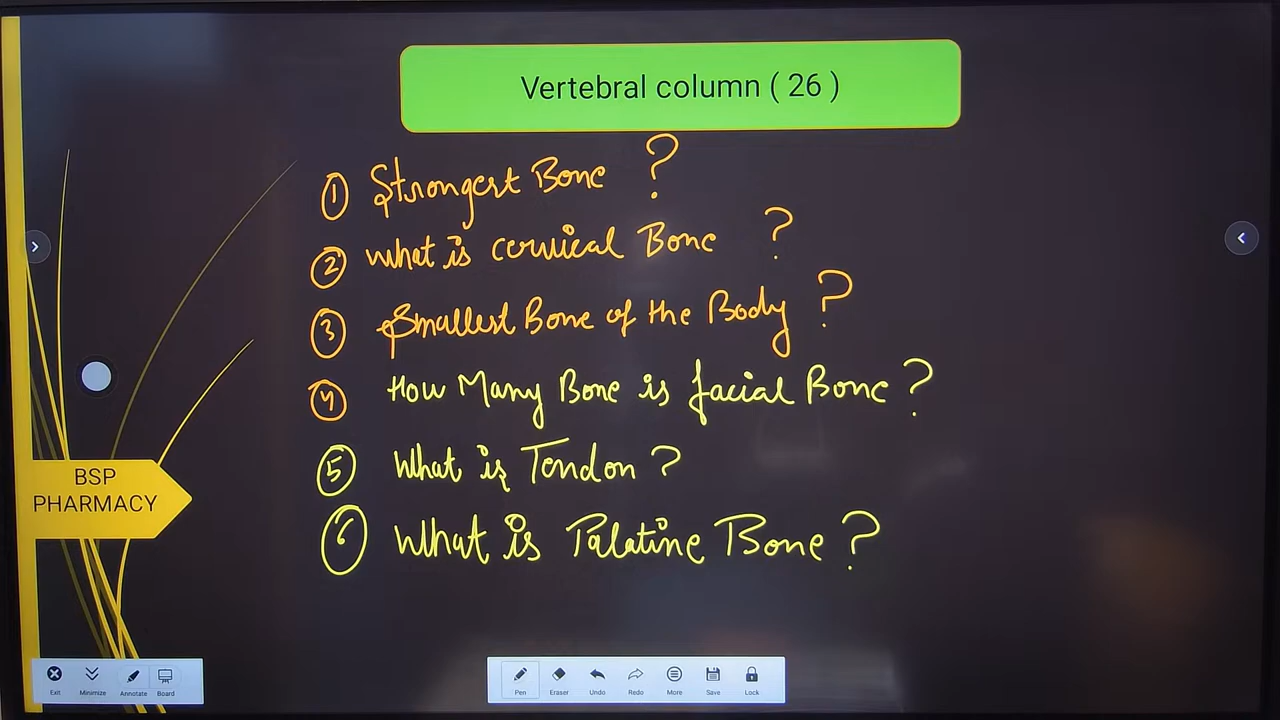 Vertebral column ( 26 )
① Strongest Bone ?
② What is cervical Bone ?
③ Smallest Bone of the Body ?
④ How Many Bone is facial Bone ?
⑤ What is Tendon ?
⑥ What is Palatine Bone ?
BSP
PHARMACY
Exit Minimize Annotate Board
Pen Eraser Undo Redo More Save Lock